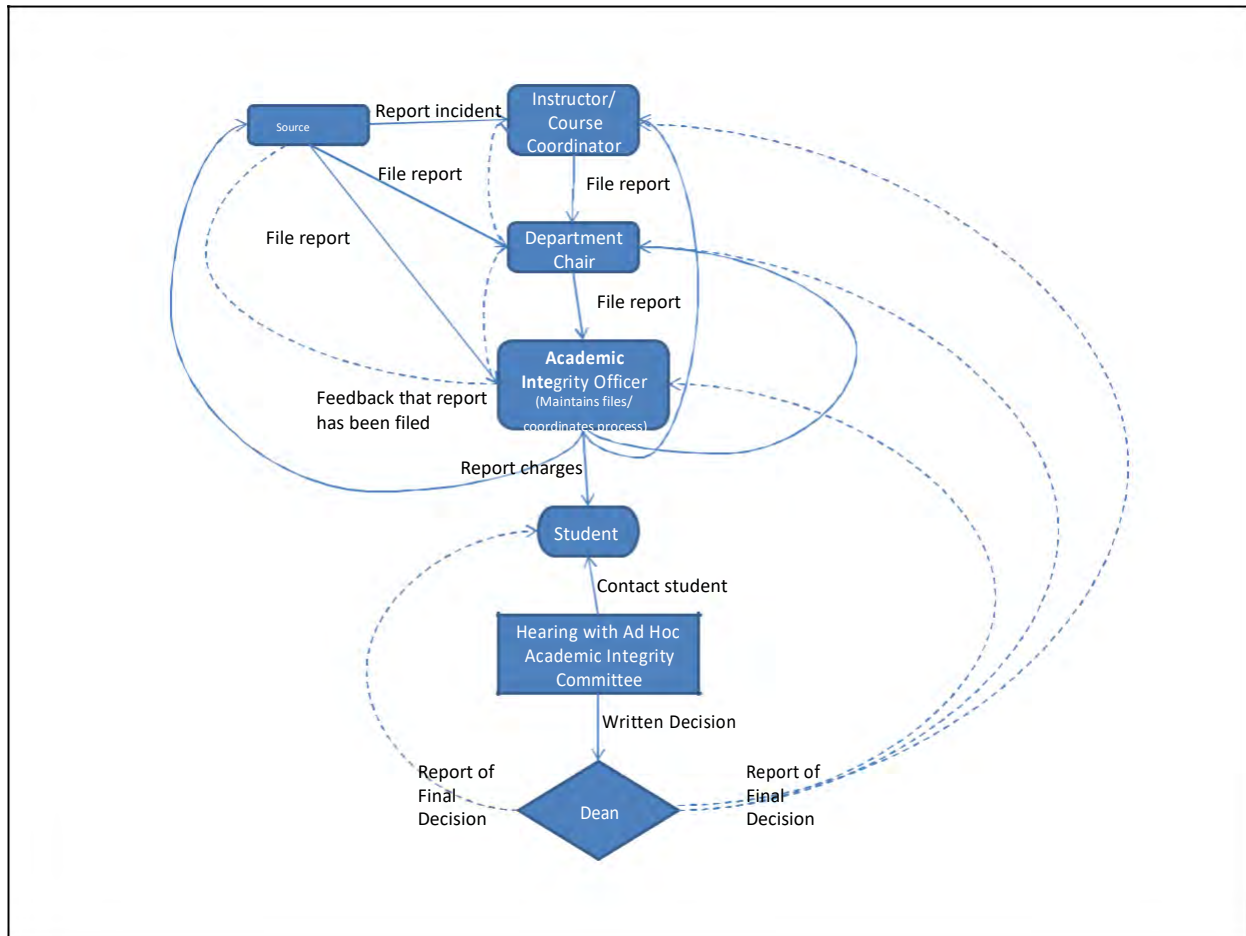 Report incident
Instructor/
Course
Coordinator
Source
File report
File report
File report
Department
Chair
File report
Academic
Integrity Officer
(Maintains files/
coordinates process)
Feedback that report
has been filed
Report charges
Student
Contact student
Hearing with Ad Hoc
Academic Integrity
Committee
Written Decision
Report of
Final
Decision
Dean
Report of
Final
Decision